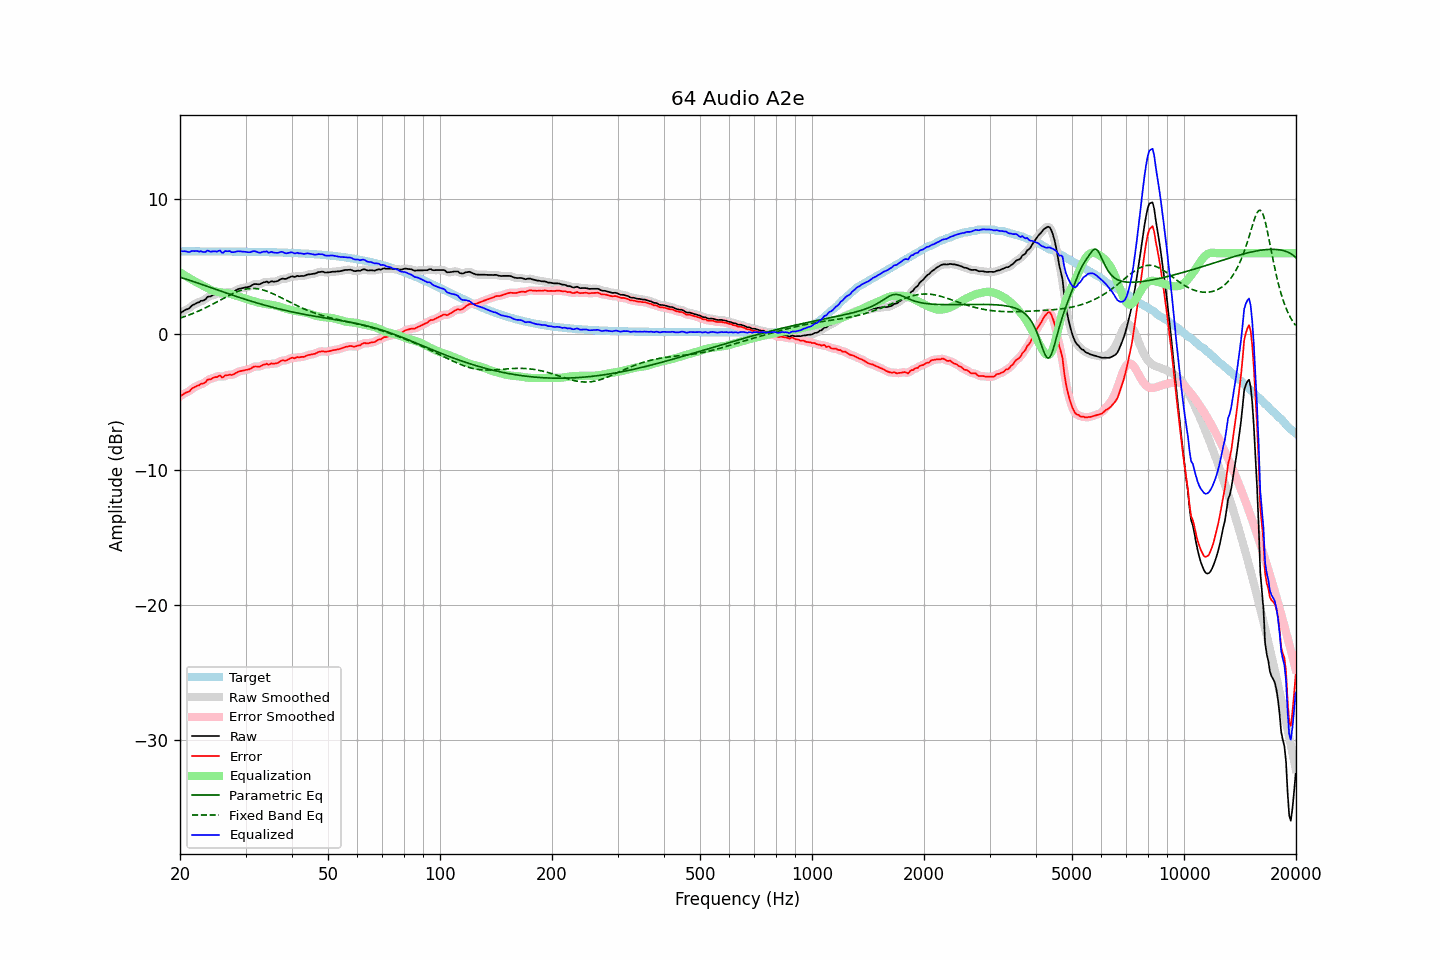 64 Audio A2e
10
0
−10
−20
−30
Amplitude (dBr)
20
50
100
200
500
1000
2000
5000
10000
20000
Frequency (Hz)
Target
Raw Smoothed
Error Smoothed
Raw
Error
Equalization
Parametric Eq
Fixed Band Eq
Equalized